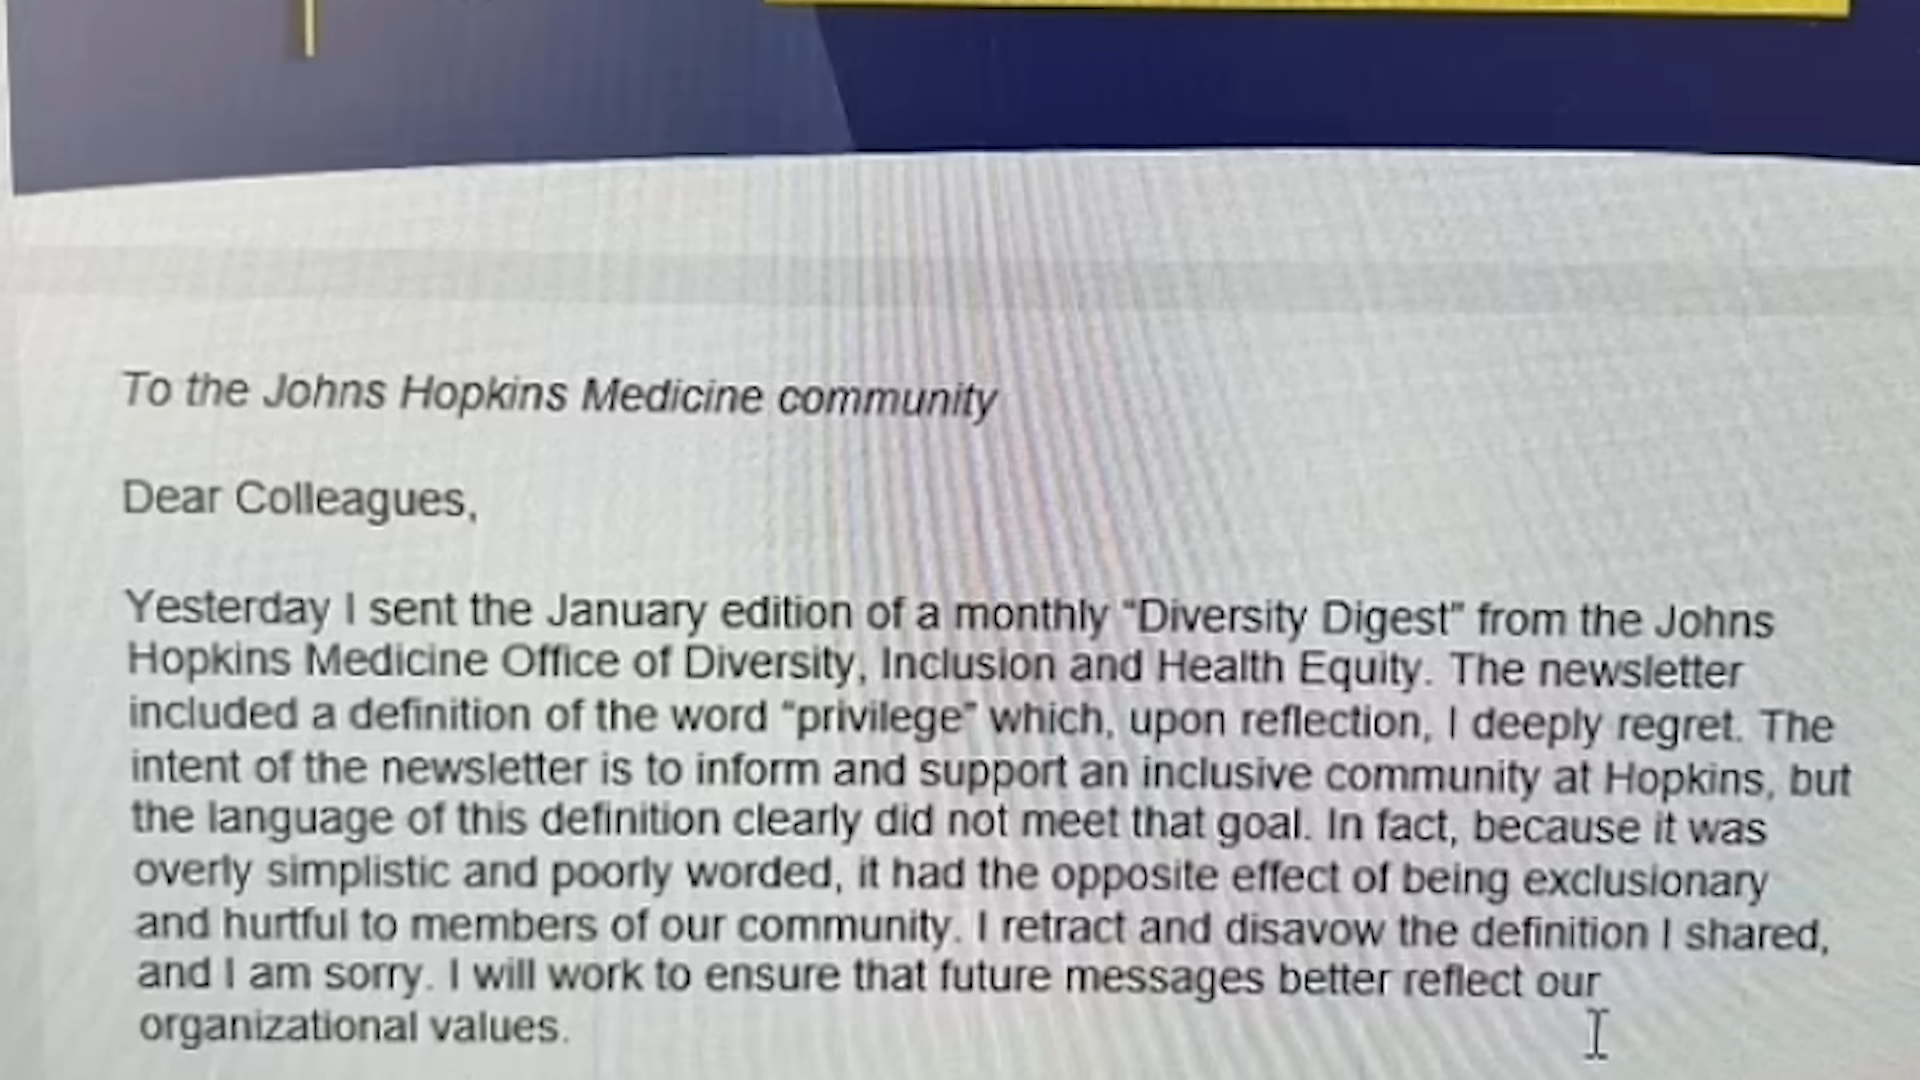 To the Johns Hopkins Medicine community
Dear Colleagues,
Yesterday I sent the January edition of a monthly “Diversity Digest” from the Johns
Hopkins Medicine Office of Diversity, Inclusion and Health Equity. The newsletter
included a definition of the word “privilege” which, upon reflection, I deeply regret. The
intent of the newsletter is to inform and support an inclusive community at Hopkins, but
the language of this definition clearly did not meet that goal. In fact, because it was
overly simplistic and poorly worded, it had the opposite effect of being exclusionary
and hurtful to members of our community. I retract and disavow the definition I shared,
and I am sorry. I will work to ensure that future messages better reflect our
organizational values.